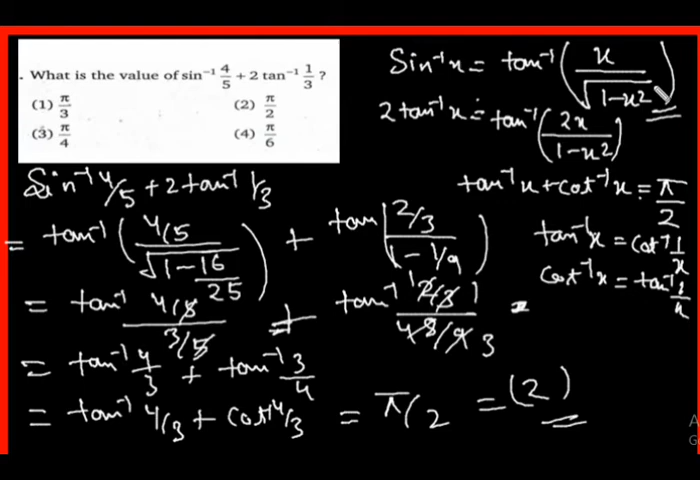 . What is the value of sin⁻¹ 4/5 + 2 tan⁻¹ 1/3 ?
(1) π/3 (2) π/2
(3) π/4 (4) π/6
Sin⁻¹x = tan⁻¹ (x/√(1-x²))
2tan⁻¹x = tan⁻¹ (2x/(1-x²))
tan⁻¹x + cot⁻¹x = π/2
tan⁻¹x = cot⁻¹ 1/x
cot⁻¹x = tan⁻¹ 1/x
Sin⁻¹ 4/5 + 2tan⁻¹ 1/3
= tan⁻¹ ((4/5)/√(1-16/25)) + tan⁻¹ ((2/3)/(1-1/9))
= tan⁻¹ (4/5)/(3/5) + tan⁻¹ (2/3)/(8/9)
= tan⁻¹ 4/3 + tan⁻¹ 3/4
= tan⁻¹ 4/3 + cot⁻¹ 4/3 = π/2 = (2)
A
G